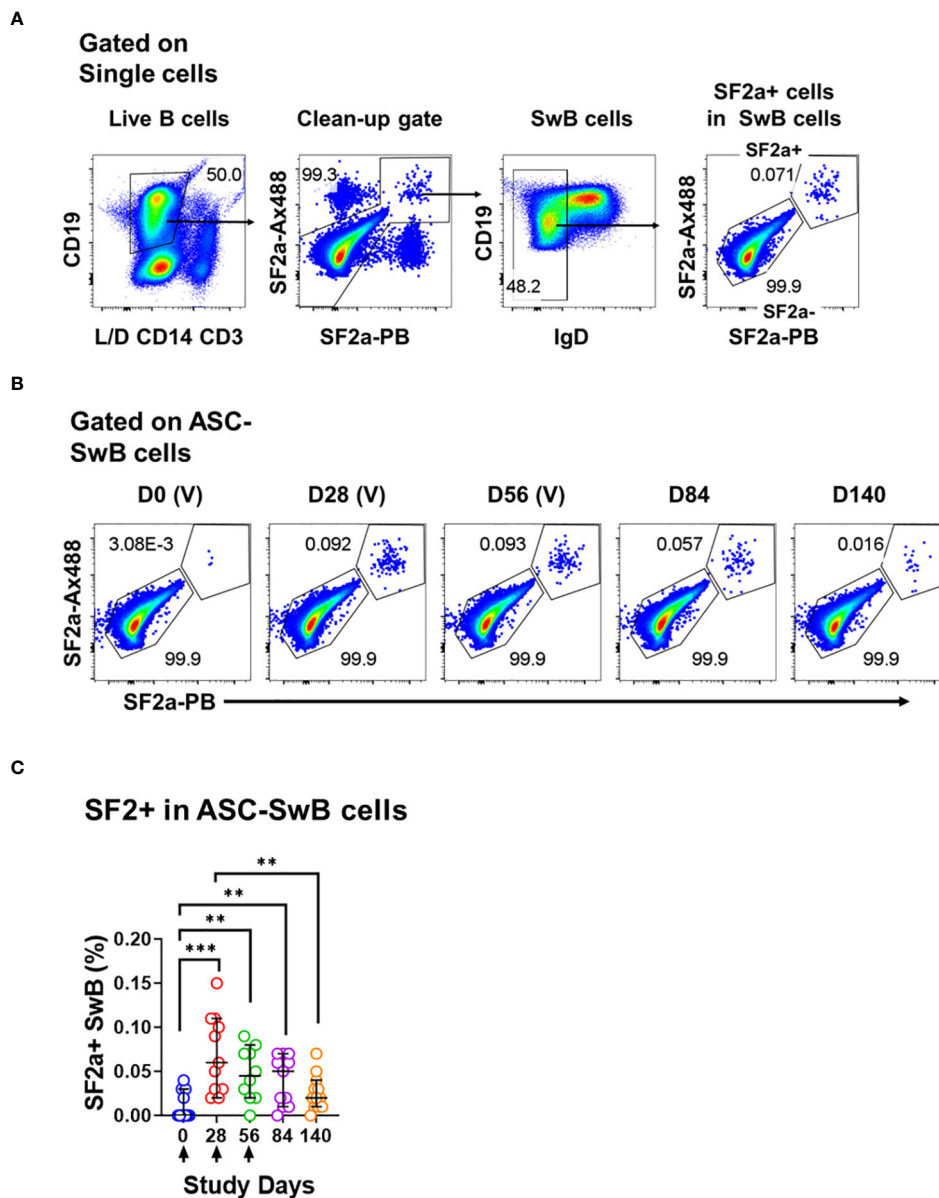 A
Gated on
Single cells
Live B cells
Clean-up gate
SwB cells
SF2a+ cells
in SwB cells
50.0
CD19
L/D CD14 CD3
99.3
SF2a-Ax488
SF2a-PB
48.2
CD19
IgD
SF2a+
0.071
99.9
SF2a-
SF2a-Ax488
SF2a-PB
B
Gated on ASC-
SwB cells
D0 (V)
D28 (V)
D56 (V)
D84
D140
SF2a-Ax488
3.08E-3
0.092
0.093
0.057
0.016
99.9
99.9
99.9
99.9
99.9
SF2a-PB
C
SF2+ in ASC-SwB cells
**
**
**
***
SF2a+ SwB (%)
0.20
0.15
0.10
0.05
0.00
0 28 56 84 140
Study Days